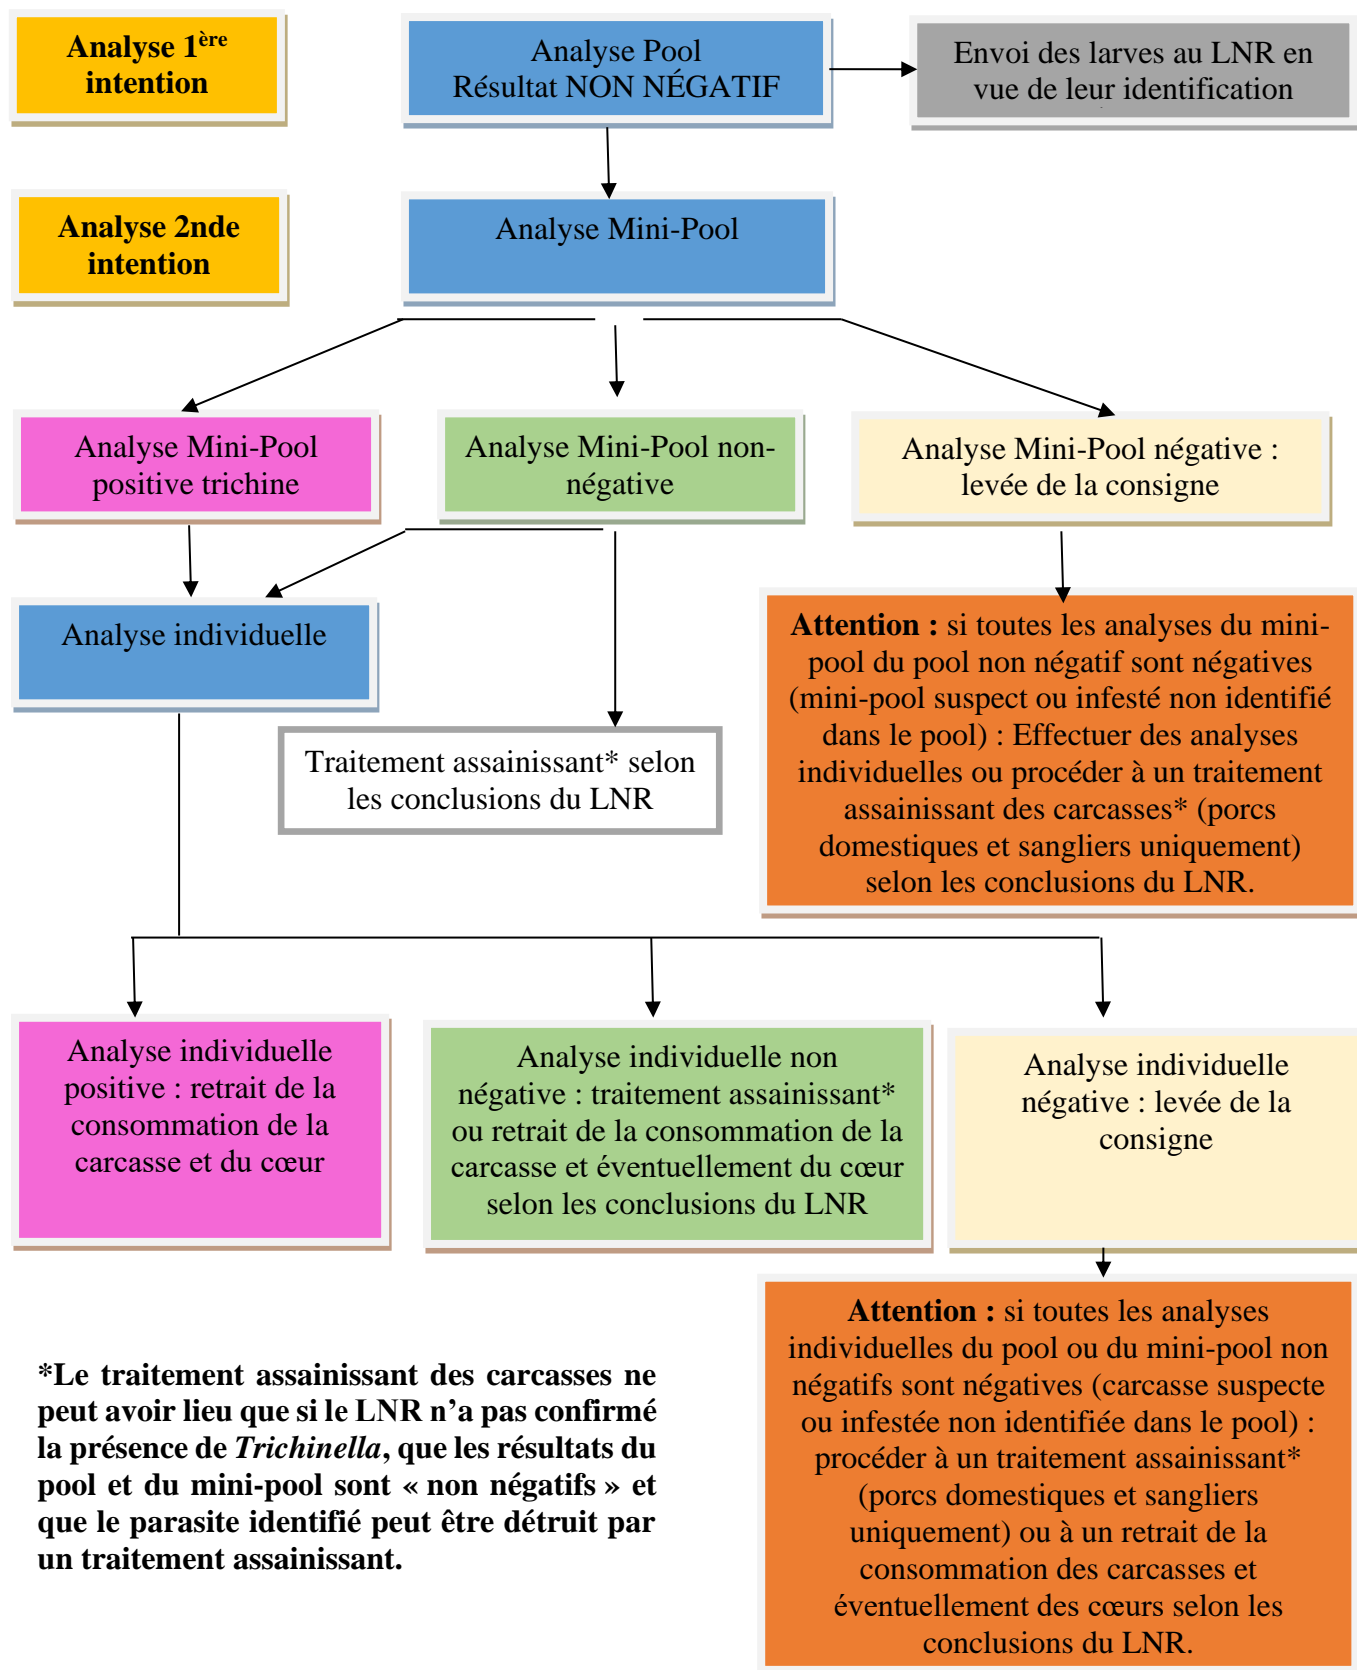 Analyse 1ère
intention
Analyse Pool
Résultat NON NÉGATIF
Envoi des larves au LNR en
vue de leur identification
Analyse 2nde
intention
Analyse Mini-Pool
Analyse Mini-Pool
positive trichine
Analyse Mini-Pool non-
négative
Analyse Mini-Pool négative :
levée de la consigne
Analyse individuelle
Attention : si toutes les analyses du mini-
pool du pool non négatif sont négatives
(mini-pool suspect ou infesté non identifié
dans le pool) : Effectuer des analyses
individuelles ou procéder à un traitement
assainissant des carcasses* (porcs
domestiques et sangliers uniquement)
selon les conclusions du LNR.
Traitement assainissant* selon
les conclusions du LNR
Analyse individuelle
positive : retrait de la
consommation de la
carcasse et du cœur
Analyse individuelle non
négative : traitement assainissant*
ou retrait de la consommation de la
carcasse et éventuellement du cœur
selon les conclusions du LNR
Analyse individuelle
négative : levée de la
consigne
*Le traitement assainissant des carcasses ne
peut avoir lieu que si le LNR n'a pas confirmé
la présence de Trichinella, que les résultats du
pool et du mini-pool sont « non négatifs » et
que le parasite identifié peut être détruit par
un traitement assainissant.
Attention : si toutes les analyses
individuelles du pool ou du mini-pool non
négatifs sont négatives (carcasse suspecte
ou infestée non identifiée dans le pool) :
procéder à un traitement assainissant*
(porcs domestiques et sangliers
uniquement) ou à un retrait de la
consommation des carcasses et
éventuellement des cœurs selon les
conclusions du LNR.